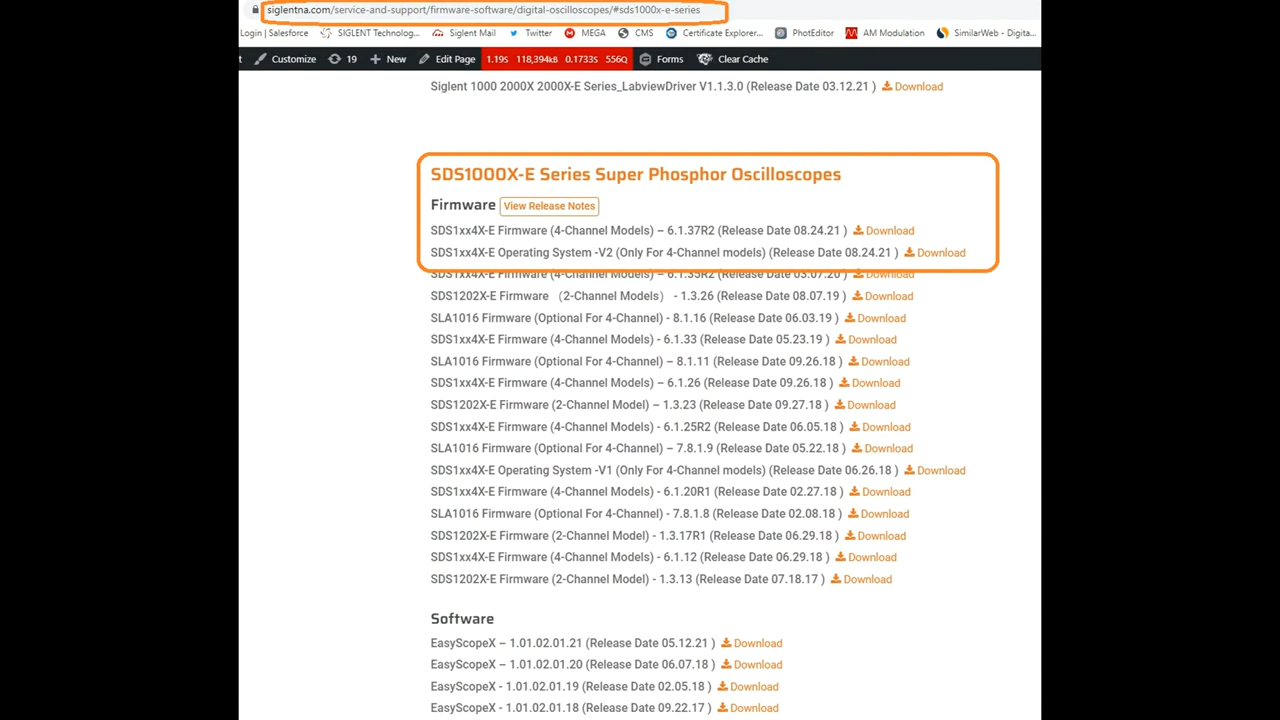 siglentna.com/service-and-support/firmware-software/digital-oscilloscopes/#sds1000x-e-series
Login | Salesforce SIGLENT Technolog... Siglent Mail Twitter MEGA CMS Certificate Explorer... PhotEditor AM Modulation SimilarWeb - Digita...
t Customize 19 New Edit Page 1.19S 118,394KB 0.1733S 556Q Forms Clear Cache
Siglent 1000 2000X 2000X-E Series_LabviewDriver V1.1.3.0 (Release Date 03.12.21 ) Download
SDS1000X-E Series Super Phosphor Oscilloscopes
Firmware View Release Notes
SDS1xx4X-E Firmware (4-Channel Models) – 6.1.37R2 (Release Date 08.24.21 ) Download
SDS1xx4X-E Operating System -V2 (Only For 4-Channel models) (Release Date 08.24.21 ) Download
SDS1xx4X-E Firmware (4-Channel Models) – 6.1.35R2 (Release Date 03.07.20 ) Download
SDS1202X-E Firmware （2-Channel Models） - 1.3.26 (Release Date 08.07.19 ) Download
SLA1016 Firmware (Optional For 4-Channel) - 8.1.16 (Release Date 06.03.19 ) Download
SDS1xx4X-E Firmware (4-Channel Models) - 6.1.33 (Release Date 05.23.19 ) Download
SLA1016 Firmware (Optional For 4-Channel) – 8.1.11 (Release Date 09.26.18 ) Download
SDS1xx4X-E Firmware (4-Channel Models) – 6.1.26 (Release Date 09.26.18 ) Download
SDS1202X-E Firmware (2-Channel Model) – 1.3.23 (Release Date 09.27.18 ) Download
SDS1xx4X-E Firmware (4-Channel Models) - 6.1.25R2 (Release Date 06.05.18 ) Download
SLA1016 Firmware (Optional For 4-Channel) – 7.8.1.9 (Release Date 05.22.18 ) Download
SDS1xx4X-E Operating System -V1 (Only For 4-Channel models) (Release Date 06.26.18 ) Download
SDS1xx4X-E Firmware (4-Channel Models) - 6.1.20R1 (Release Date 02.27.18 ) Download
SLA1016 Firmware (Optional For 4-Channel) - 7.8.1.8 (Release Date 02.08.18 ) Download
SDS1202X-E Firmware (2-Channel Model) - 1.3.17R1 (Release Date 06.29.18 ) Download
SDS1xx4X-E Firmware (4-Channel Models) - 6.1.12 (Release Date 06.29.18 ) Download
SDS1202X-E Firmware (2-Channel Model) - 1.3.13 (Release Date 07.18.17 ) Download
Software
EasyScopeX – 1.01.02.01.21 (Release Date 05.12.21 ) Download
EasyScopeX – 1.01.02.01.20 (Release Date 06.07.18 ) Download
EasyScopeX - 1.01.02.01.19 (Release Date 02.05.18 ) Download
EasyScopeX - 1.01.02.01.18 (Release Date 09.22.17 ) Download